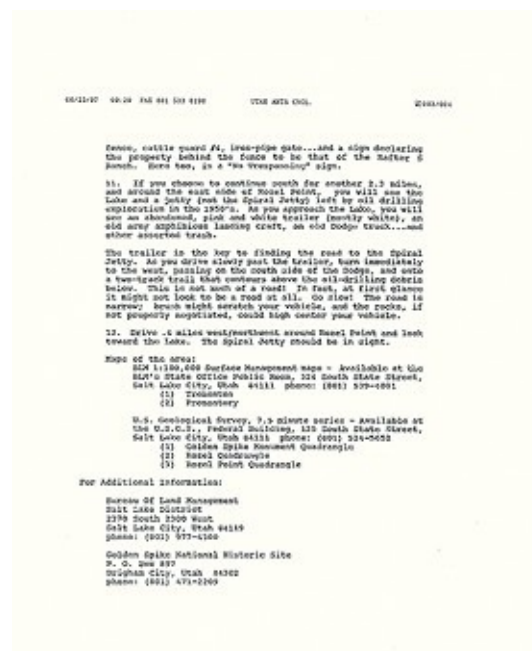 UTAH ARTS CNCL.
fence, cattle guard #4, iron-pipe gate...and a sign declaring
the property behind the fence to be that of the Rafter S
Ranch. Here too, is a "No Trespassing" sign.
11. If you choose to continue south for another 2.3 miles,
and around the east side of Rozel Point, you will see the
Lake and a jetty (not the Spiral Jetty) left by oil drilling
exploration in the 1950's. As you approach the Lake, you will
see an abandoned, pink and white trailer (mostly white), an
old army amphibious landing craft, an old Dodge truck...and
other assorted trash.
The trailer is the key to finding the road to the Spiral
Jetty. As you drive slowly past the trailer, turn immediately
to the west, passing on the south side of the Dodge, and onto
a two-track trail that contours above the oil-drilling debris
below. This is not much of a road! In fact, at first glance
it might not look to be a road at all. Go slow! The road is
narrow; brush might scratch your vehicle, and the rocks, if
not properly negotiated, could high center your vehicle.
12. Drive .6 miles west/northwest around Rozel Point and look
toward the Lake. The Spiral Jetty should be in sight.
Maps of the area:
BLM 1:100,000 Surface Management maps - Available at the
BLM's State Office Public Room, 324 South State Street,
Salt Lake City, Utah 84111 phone: (801) 539-4001
(1) Tremonton
(2) Promontory
U.S. Geological Survey, 7.5 minute series - Available at
the U.S.G.S., Federal Building, 125 South State Street,
Salt Lake City, Utah phone: (801) 524-5652
(1) Golden Spike Monument Quadrangle
(2) Rozel Quadrangle
(3) Rozel Point Quadrangle
For Additional Information:
Bureau Of Land Management
Salt Lake District
2370 South 2300 West
Salt Lake City, Utah 84119
phone: (801) 977-4300
Golden Spike National Historic Site
P. O. Box 897
Brigham City, Utah 84302
phone: (801) 471-2209